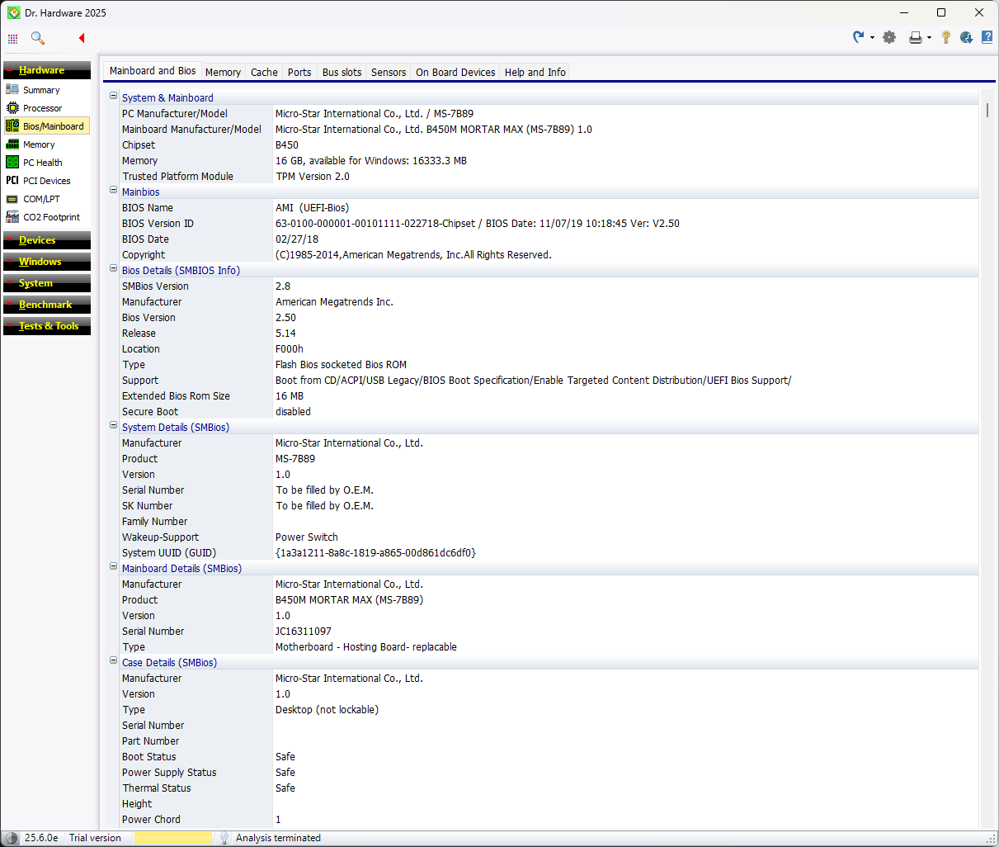 Dr. Hardware 2025
Hardware
Summary
Processor
Bios/Mainboard
Memory
PC Health
PCI PCI Devices
COM/LPT
CO2 Footprint
Devices
Windows
System
Benchmark
Tests & Tools
Mainboard and Bios Memory Cache Ports Bus slots Sensors On Board Devices Help and Info
System & Mainboard
PC Manufacturer/Model Micro-Star International Co., Ltd. / MS-7B89
Mainboard Manufacturer/Model Micro-Star International Co., Ltd. B450M MORTAR MAX (MS-7B89) 1.0
Chipset B450
Memory 16 GB, available for Windows: 16333.3 MB
Trusted Platform Module TPM Version 2.0
Mainbios
BIOS Name AMI (UEFI-Bios)
BIOS Version ID 63-0100-000001-00101111-022718-Chipset / BIOS Date: 11/07/19 10:18:45 Ver: V2.50
BIOS Date 02/27/18
Copyright (C)1985-2014,American Megatrends, Inc.All Rights Reserved.
Bios Details (SMBIOS Info)
SMBios Version 2.8
Manufacturer American Megatrends Inc.
Bios Version 2.50
Release 5.14
Location F000h
Type Flash Bios socketed Bios ROM
Support Boot from CD/ACPI/USB Legacy/BIOS Boot Specification/Enable Targeted Content Distribution/UEFI Bios Support/
Extended Bios Rom Size 16 MB
Secure Boot disabled
System Details (SMBios)
Manufacturer Micro-Star International Co., Ltd.
Product MS-7B89
Version 1.0
Serial Number To be filled by O.E.M.
SK Number To be filled by O.E.M.
Family Number
Wakeup-Support Power Switch
System UUID (GUID) {1a3a1211-8a8c-1819-a865-00d861dc6df0}
Mainboard Details (SMBios)
Manufacturer Micro-Star International Co., Ltd.
Product B450M MORTAR MAX (MS-7B89)
Version 1.0
Serial Number JC16311097
Type Motherboard - Hosting Board- replacable
Case Details (SMBios)
Manufacturer Micro-Star International Co., Ltd.
Version 1.0
Type Desktop (not lockable)
Serial Number
Part Number
Boot Status Safe
Power Supply Status Safe
Thermal Status Safe
Height
Power Chord 1
25.6.0e Trial version Analysis terminated